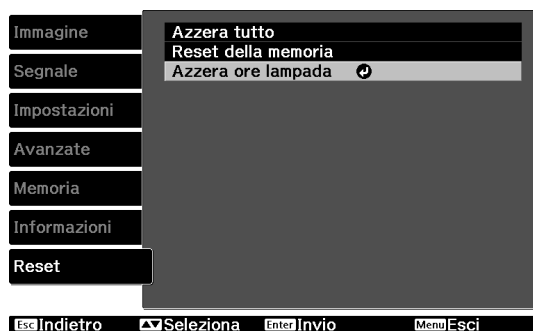 Immagine
Segnale
Impostazioni
Avanzate
Memoria
Informazioni
Reset
Azzera tutto
Reset della memoria
Azzera ore lampada
Esc Indietro Seleziona Enter Invio Menu Esci